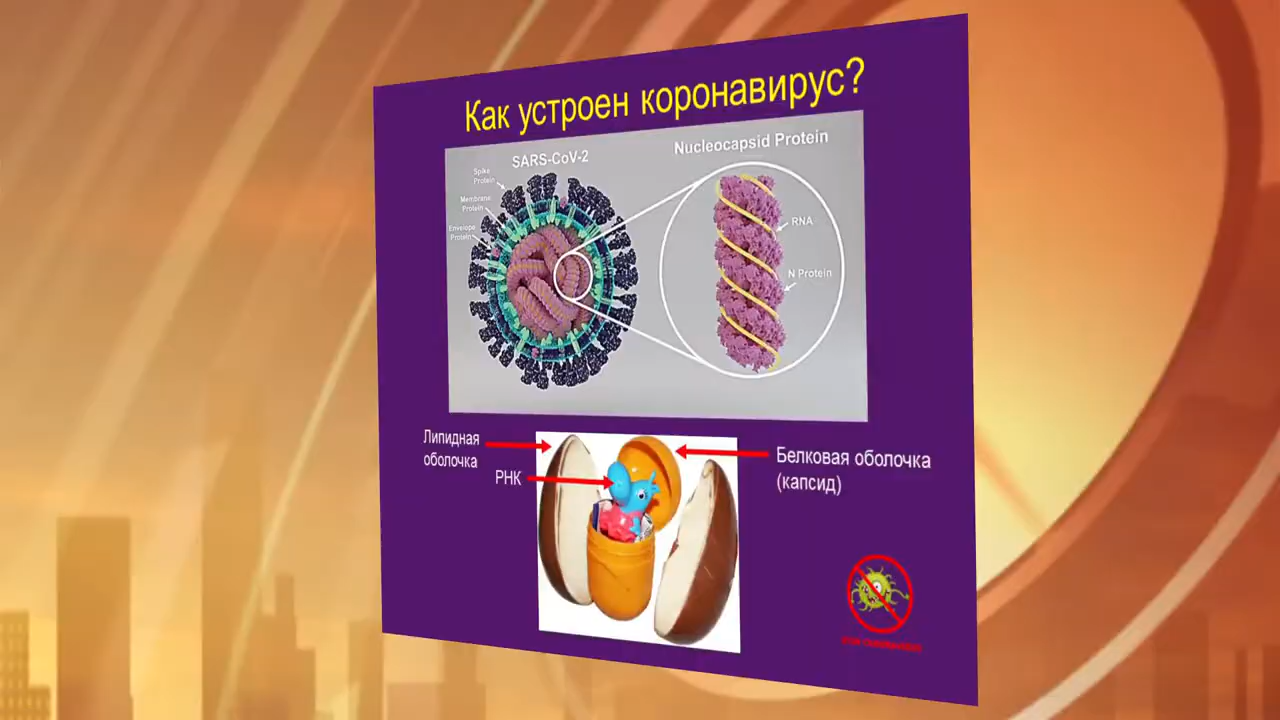 Как устроен коронавирус?
SARS-CoV-2
Nucleocapsid Protein
Spike
Protein
Membrane
Protein
Envelope
Protein
RNA
N Protein
Липидная
оболочка
РНК
Белковая оболочка
(капсид)